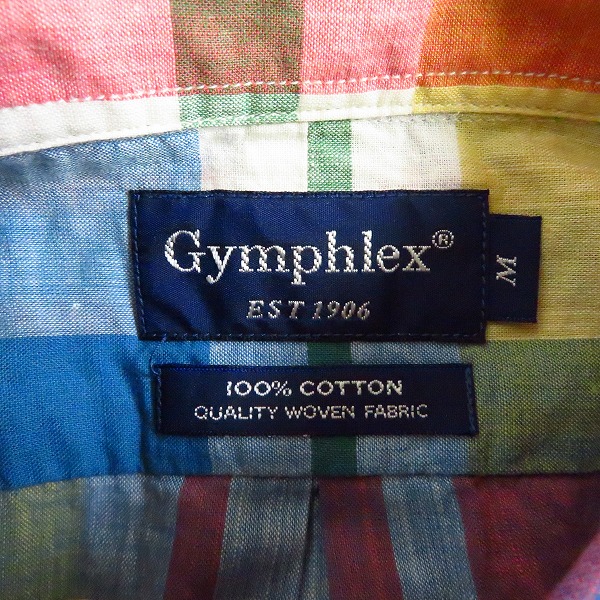 Gymphlex®
EST 1906
M
100% COTTON
QUALITY WOVEN FABRIC